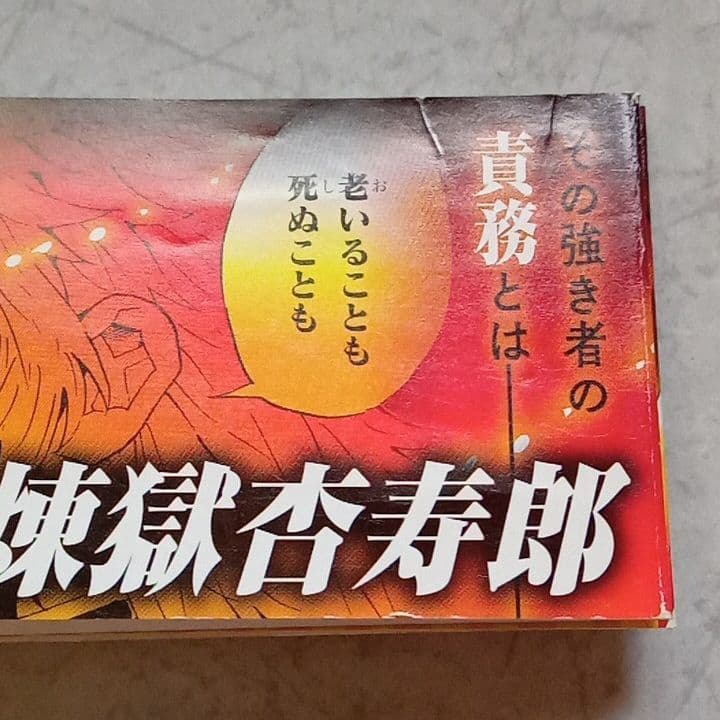 その強き者の
責務とは──
老いることも
死ぬことも
煉獄杏寿郎